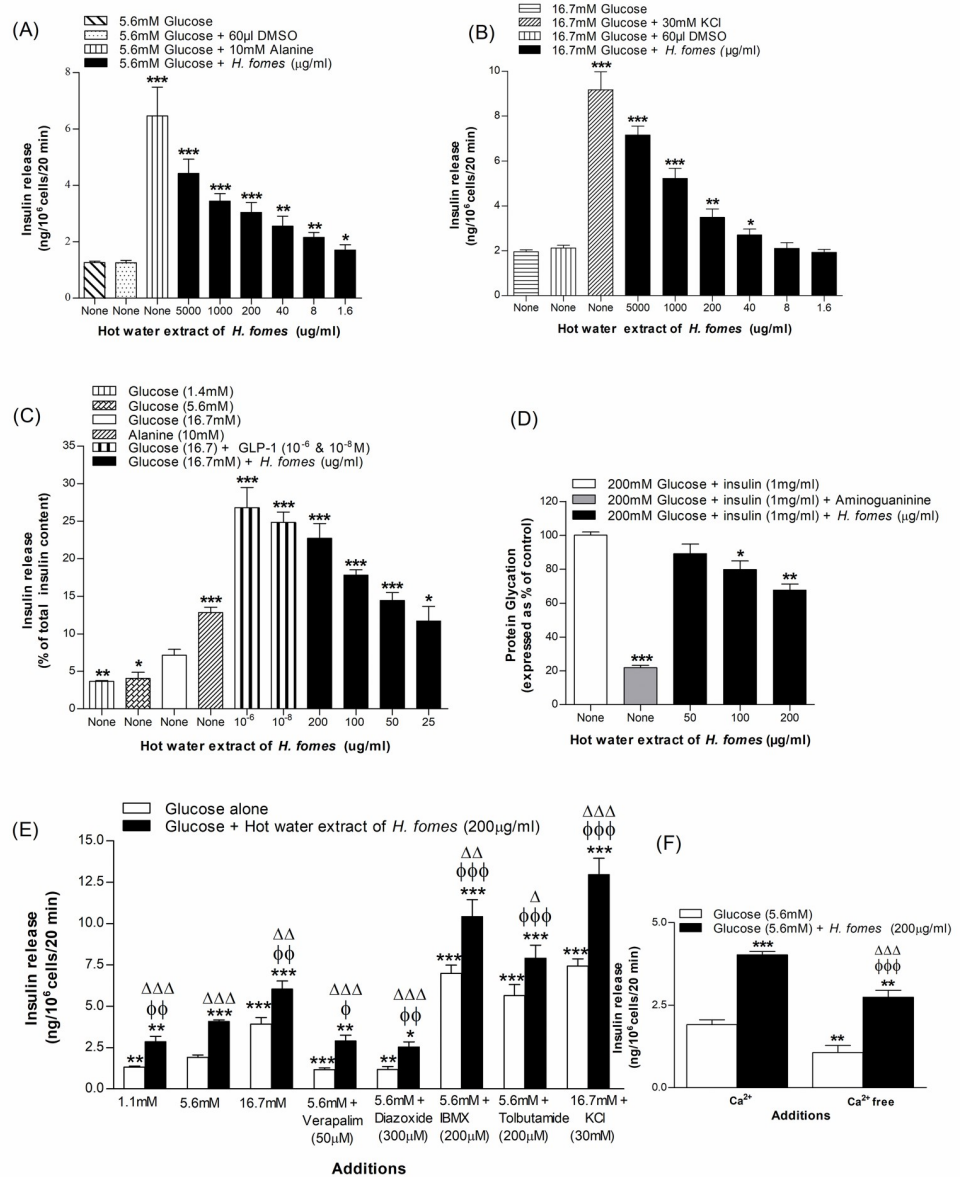 (A)
5.6mM Glucose
5.6mM Glucose + 60µl DMSO
5.6mM Glucose + 10mM Alanine
5.6mM Glucose + H. fomes (µg/ml)
Insulin release
(ng/10⁶cells/20 min)
8
6
4
2
0
*** *** *** *** ** ** *
None None None 5000 1000 200 40 8 1.6
Hot water extract of H. fomes (ug/ml)
(B)
16.7mM Glucose
16.7mM Glucose + 30mM KCl
16.7mM Glucose + 60µl DMSO
16.7mM Glucose + H. fomes (µg/ml)
Insulin release
(ng/10⁶cells/20 min)
10
8
6
4
2
0
*** *** *** ** *
None None None 5000 1000 200 40 8 1.6
Hot water extract of H. fomes (ug/ml)
(C)
Glucose (1.4mM)
Glucose (5.6mM)
Glucose (16.7mM)
Alanine (10mM)
Glucose (16.7) + GLP-1 (10⁻⁶ & 10⁻⁸M)
Glucose (16.7mM) + H. fomes (ug/ml)
Insulin release
(% of total insulin content)
35
30
25
20
15
10
5
0
** * *** *** *** *** *** *** *
None None None None 10⁻⁶ 10⁻⁸ 200 100 50 25
Hot water extract of H. fomes (ug/ml)
(D)
200mM Glucose + insulin (1mg/ml)
200mM Glucose + insulin (1mg/ml) + Aminoguaninine
200mM Glucose + insulin (1mg/ml) + H. fomes (µg/ml)
Protein Glycation
(expressed as % of control)
120
100
80
60
40
20
0
*** * **
None None 50 100 200
Hot water extract of H. fomes (µg/ml)
(E)
Glucose alone
Glucose + Hot water extract of H. fomes (200µg/ml)
Insulin release
(ng/10⁶cells/20 min)
15.0
12.5
10.0
7.5
5.0
2.5
0.0
ΔΔΔ ΔΔΔ ΔΔ ΔΔΔ ΔΔΔ ΔΔ Δ ΔΔΔ
ϕϕ ϕϕ ϕ ϕϕ ϕϕϕ ϕϕϕ ϕϕϕ
** ** *** *** *** *** ** ** * *** *** *** *** *** ***
1.1mM 5.6mM 16.7mM 5.6mM + 5.6mM + 5.6mM + 5.6mM + 16.7mM +
Verapalim Diazoxide IBMX Tolbutamide KCl
(50µM) (300µM) (200µM) (200µM) (30mM)
Additions
(F)
Glucose (5.6mM)
Glucose (5.6mM) + H. fomes (200µg/ml)
Insulin release
(ng/10⁶cells/20 min)
5.0
2.5
0.0
ΔΔΔ
ϕϕϕ
*** ** **
Ca²⁺ Ca²⁺ free
Additions